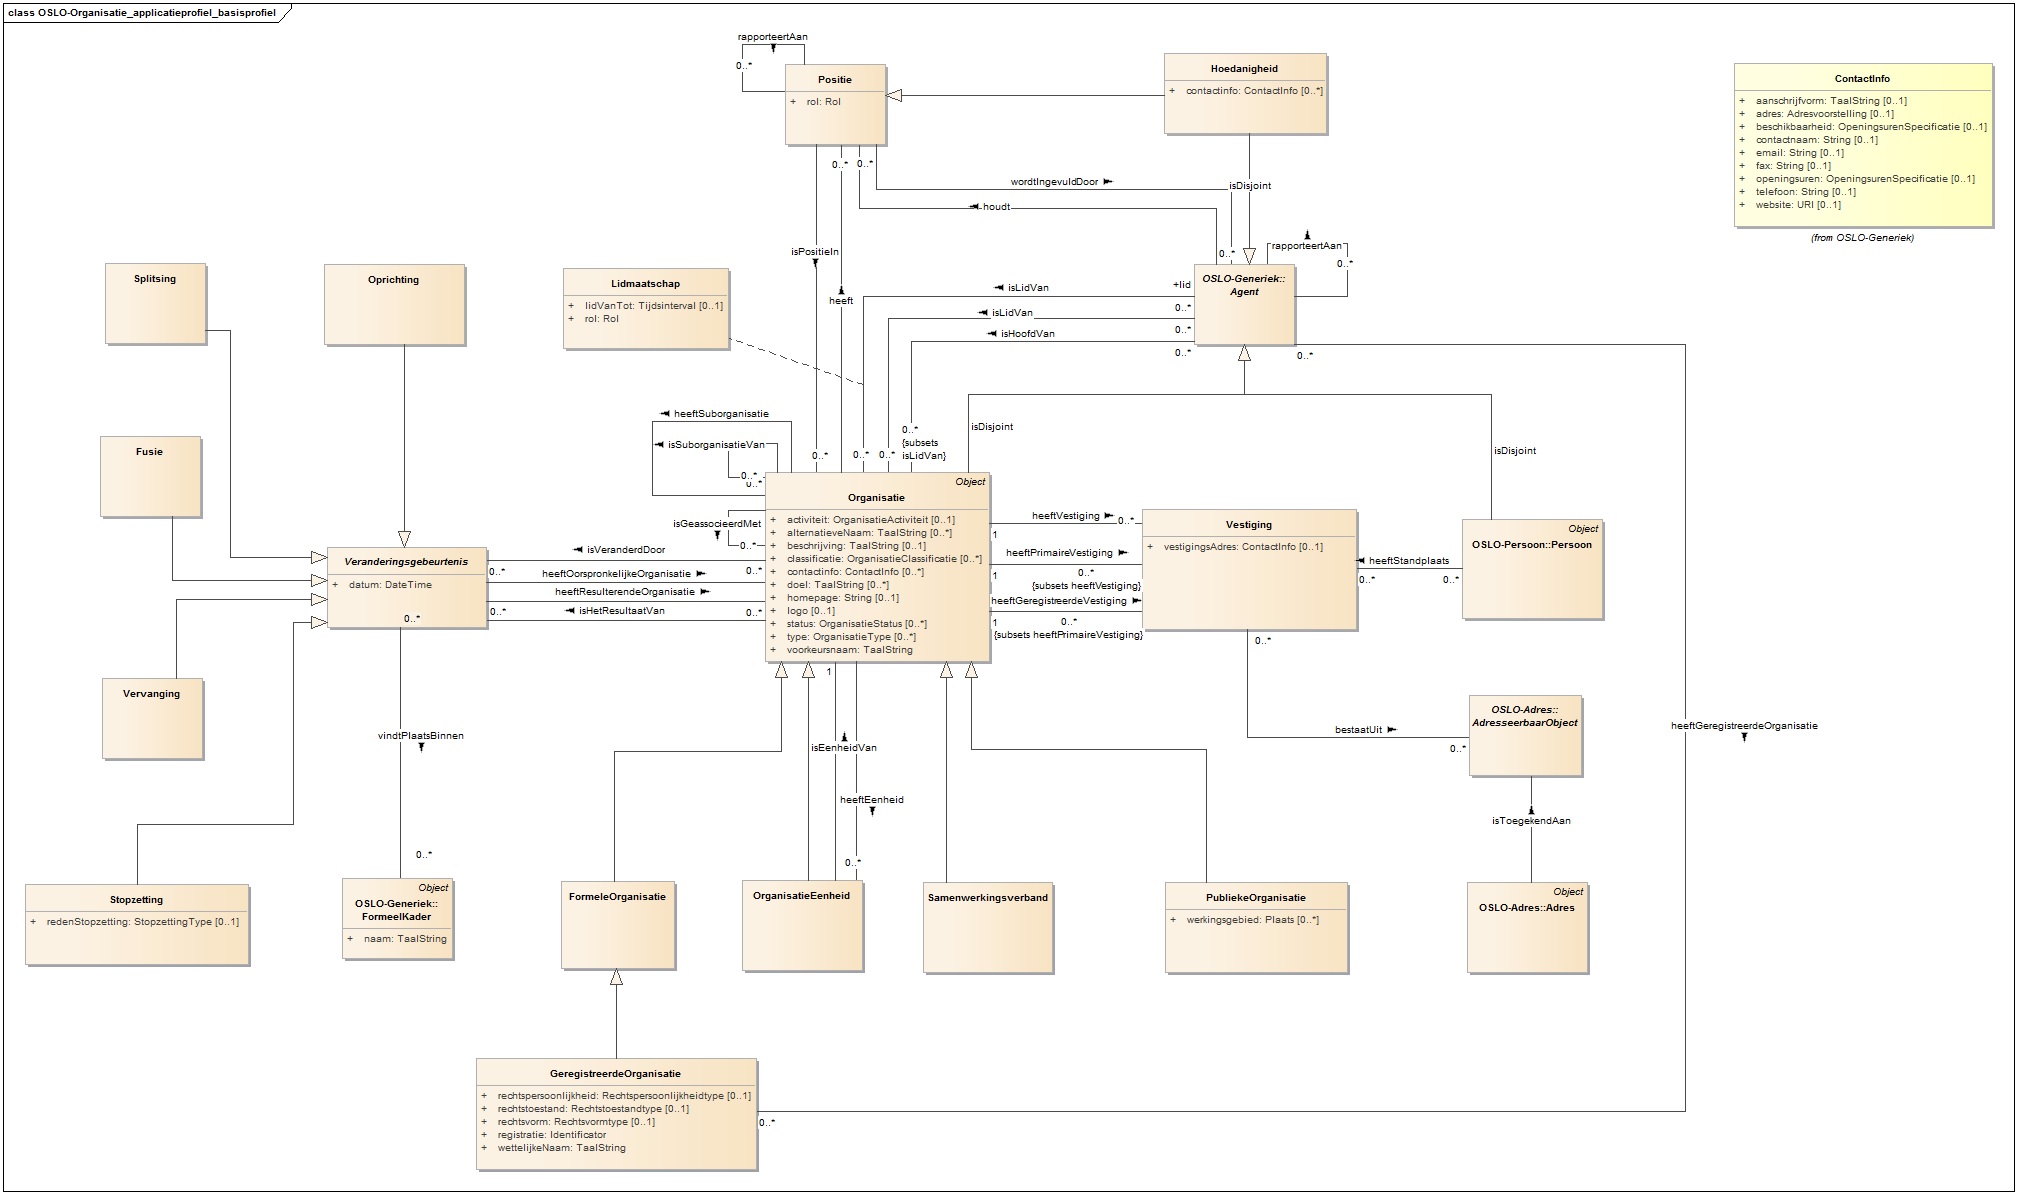 class OSLO-Organisatie_applicatieprofiel_basisprofiel
rapporteertAan
0..*
Positie
+ rol: Rol
Hoedanigheid
+ contactinfo: ContactInfo [0..*]
ContactInfo
+ aanschrijfvorm: TaalString [0..1]
+ adres: Adresvoorstelling [0..1]
+ beschikbaarheid: OpeningsurenSpecificatie [0..1]
+ contactnaam: String [0..1]
+ email: String [0..1]
+ fax: String [0..1]
+ openingsuren: OpeningsurenSpecificatie [0..1]
+ telefoon: String [0..1]
+ website: URI [0..1]
(from OSLO-Generiek)
0..*
0..*
wordtIngevuldDoor
isDisjoint
houdt
isPositieIn
heeft
0..*
rapporteertAan
0..*
Splitsing
Oprichting
Lidmaatschap
+ lidVanTot: Tijdsinterval [0..1]
+ rol: Rol
OSLO-Generiek::
Agent
isLidVan
+lid
0..*
isLidVan
0..*
isHoofdVan
0..*
0..*
heeftSuborganisatie
isSuborganisatieVan
0..*
0..*
0..*
0..*
0..*
0..*
{subsets
isLidVan}
isDisjoint
isDisjoint
Fusie
Object
Organisatie
+ activiteit: OrganisatieActiviteit [0..1]
+ alternatieveNaam: TaalString [0..*]
+ beschrijving: TaalString [0..1]
+ classificatie: OrganisatieClassificatie [0..*]
+ contactinfo: ContactInfo [0..*]
+ doel: TaalString [0..*]
+ homepage: String [0..1]
+ logo [0..1]
+ status: OrganisatieStatus [0..*]
+ type: OrganisatieType [0..*]
+ voorkeursnaam: TaalString
isGeassocieerdMet
0..*
heeftVestiging
0..*
1
heeftPrimaireVestiging
1
0..*
{subsets heeftVestiging}
heeftGeregistreerdeVestiging
1
0..*
{subsets heeftPrimaireVestiging}
Vestiging
+ vestigingsAdres: ContactInfo [0..1]
heeftStandplaats
0..*
0..*
Object
OSLO-Persoon::Persoon
Veranderingsgebeurtenis
+ datum: DateTime
0..*
isVeranderdDoor
0..*
0..*
heeftOorspronkelijkeOrganisatie
heeftResulterendeOrganisatie
0..*
isHetResultaatVan
0..*
Vervanging
vindtPlaatsBinnen
0..*
1
isEenheidVan
heeftEenheid
0..*
0..*
bestaatUit
0..*
OSLO-Adres::
AdresseerbaarObject
heeftGeregistreerdeOrganisatie
isToegekendAan
Stopzetting
+ redenStopzetting: StopzettingType [0..1]
Object
OSLO-Generiek::
FormeelKader
+ naam: TaalString
FormeleOrganisatie
OrganisatieEenheid
Samenwerkingsverband
PubliekeOrganisatie
+ werkingsgebied: Plaats [0..*]
Object
OSLO-Adres::Adres
GeregistreerdeOrganisatie
+ rechtspersoonlijkheid: Rechtspersoonlijkheidtype [0..1]
+ rechtstoestand: Rechtstoestandtype [0..1]
+ rechtsvorm: Rechtsvormtype [0..1]
+ registratie: Identificator
+ wettelijkeNaam: TaalString
0..*